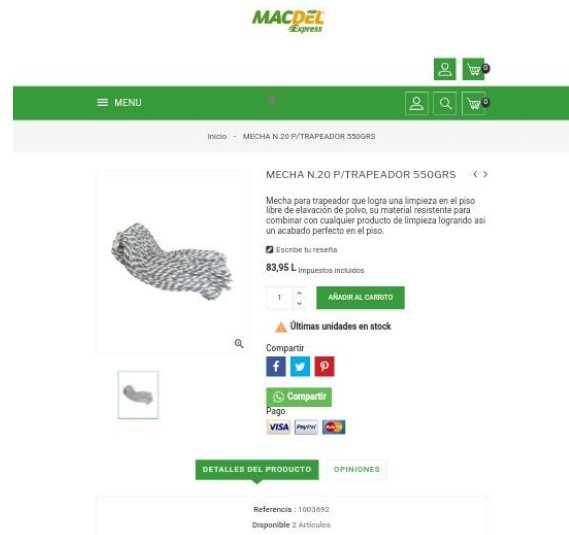 MACDEL
Express
0
MENU
0
Inicio - MECHA N.20 P/TRAPEADOR 550GRS
MECHA N.20 P/TRAPEADOR 550GRS
Mecha para trapeador que logra una limpieza en el piso
libre de elavación de polvo, su material resistente para
combinar con cualquier producto de limpieza logrando asi
un acabado perfecto en el piso.
Escribe tu reseña
83,95 L Impuestos incluidos
1
AÑADIR AL CARRITO
Últimas unidades en stock
Compartir
Compartir
Pago
VISA PayPal MasterCard
DETALLES DEL PRODUCTO OPINIONES
Referencia : 1003692
Disponible 2 Artículos